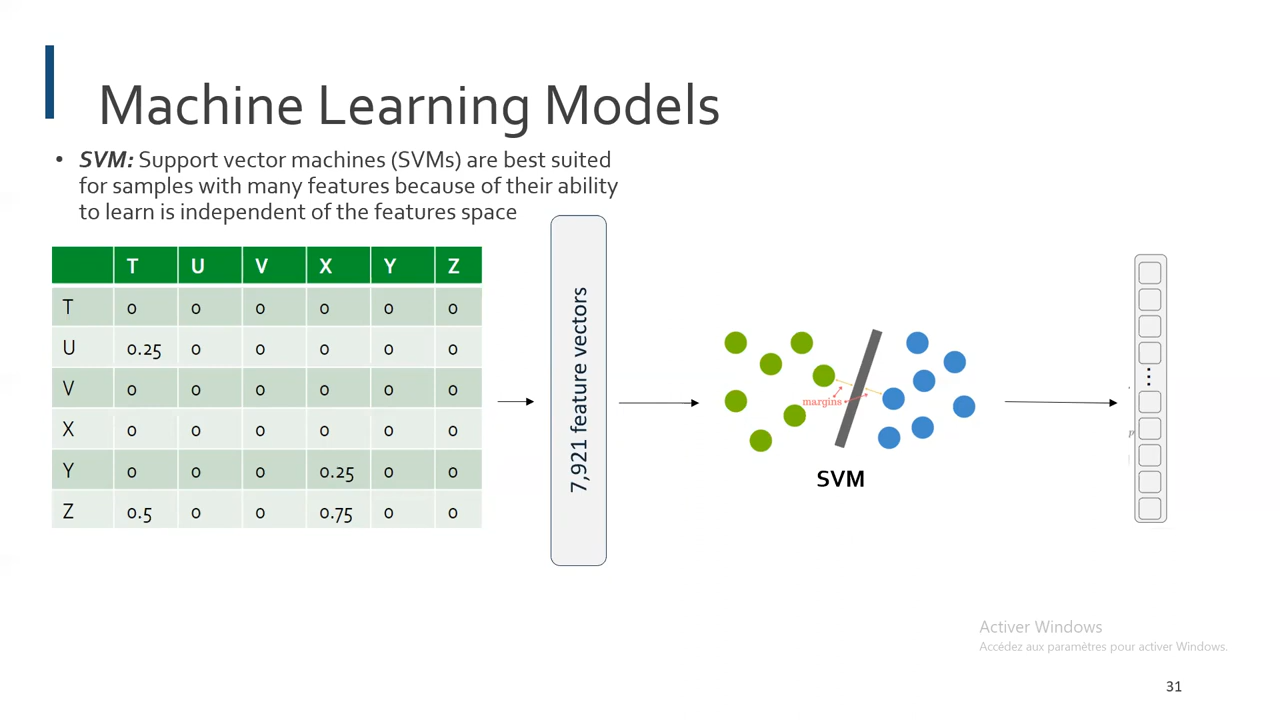 Machine Learning Models
• SVM: Support vector machines (SVMs) are best suited
for samples with many features because of their ability
to learn is independent of the features space
T U V X Y Z
T 0 0 0 0 0 0
U 0.25 0 0 0 0 0
V 0 0 0 0 0 0
X 0 0 0 0 0 0
Y 0 0 0 0.25 0 0
Z 0.5 0 0 0.75 0 0
7,921 feature vectors
margins
SVM
...
p
Activer Windows
Accédez aux paramètres pour activer Windows.
31